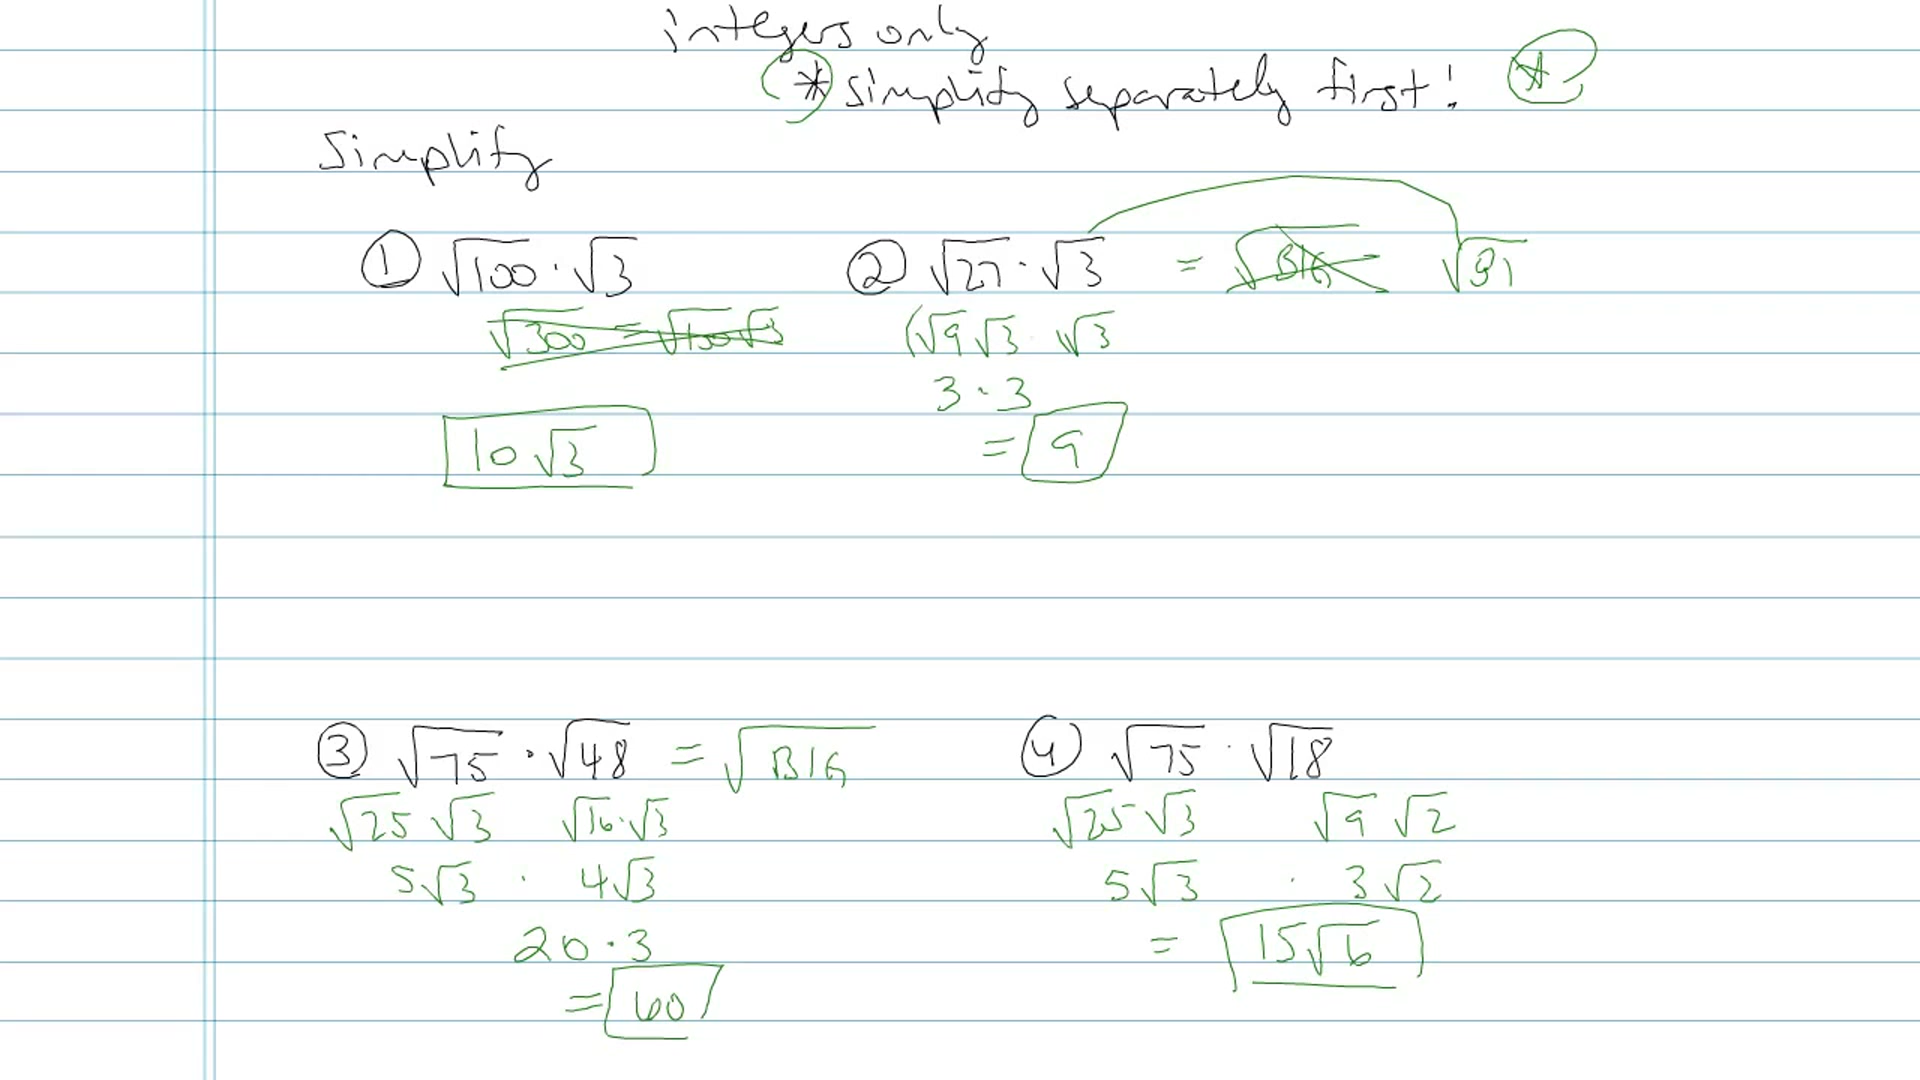 integers only
* simplify separately first! *
Simplify
① √100 · √3
√300 = √100 √3
10√3
② √27 · √3 = √BIG √81
(√9 √3 · √3
3 · 3
= 9
③ √75 · √48 = √BIG
√25 √3 √16 · √3
5√3 · 4√3
20 · 3
= 60
④ √75 · √18
√25 √3 √9 √2
5√3 · 3√2
= 15√6